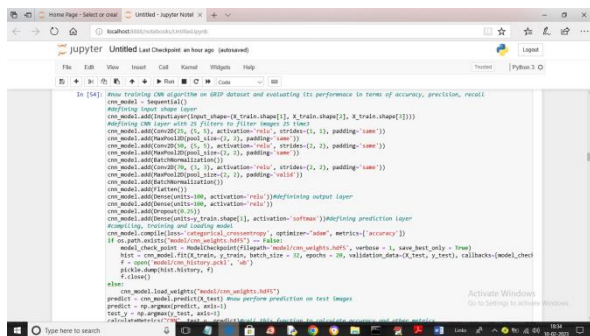 Home Page - Select or creat
Untitled - Jupyter Notel
localhost:8888/notebooks/Untitled.ipynb
jupyter Untitled Last Checkpoint: an hour ago (autosaved)
Logout
File Edit View Insert Cell Kernel Widgets Help
Trusted
Python 3
Run
Code
In [54]: #now training CNN algorithm on GRIP dataset and evaluating its performnace in terms of accuracy, precision, recall
cnn_model = Sequential()
#defining input shape layer
cnn_model.add(InputLayer(input_shape=(X_train.shape[1], X_train.shape[2], X_train.shape[3])))
#defining CNN layer with 25 filters to filter images 25 times
cnn_model.add(Conv2D(25, (5, 5), activation='relu', strides=(1, 1), padding='same'))
cnn_model.add(MaxPool2D(pool_size=(2, 2), padding='same'))
cnn_model.add(Conv2D(50, (5, 5), activation='relu', strides=(2, 2), padding='same'))
cnn_model.add(MaxPool2D(pool_size=(2, 2), padding='same'))
cnn_model.add(BatchNormalization())
cnn_model.add(Conv2D(70, (3, 3), activation='relu', strides=(2, 2), padding='same'))
cnn_model.add(MaxPool2D(pool_size=(2, 2), padding='valid'))
cnn_model.add(BatchNormalization())
cnn_model.add(Flatten())
cnn_model.add(Dense(units=100, activation='relu'))#defining output layer
cnn_model.add(Dense(units=100, activation='relu'))
cnn_model.add(Dropout(0.25))
cnn_model.add(Dense(units=y_train.shape[1], activation='softmax'))#defining prediction layer
#compiling, training and loading model
cnn_model.compile(loss='categorical_crossentropy', optimizer="adam", metrics=['accuracy'])
if os.path.exists("model/cnn_weights.hdf5") == False:
model_check_point = ModelCheckpoint(filepath='model/cnn_weights.hdf5', verbose = 1, save_best_only = True)
hist = cnn_model.fit(X_train, y_train, batch_size = 32, epochs = 20, validation_data=(X_test, y_test), callbacks=[model_check
f = open('model/cnn_history.pckl', 'wb')
pickle.dump(hist.history, f)
f.close()
else:
cnn_model.load_weights("model/cnn_weights.hdf5")
predict = cnn_model.predict(X_test) #now perform prediction on test images
predict = np.argmax(predict, axis=1)
test_y = np.argmax(y_test, axis=1)
Activate Windows
Go to Settings to activate Windows.
Type here to search
Links
18:34